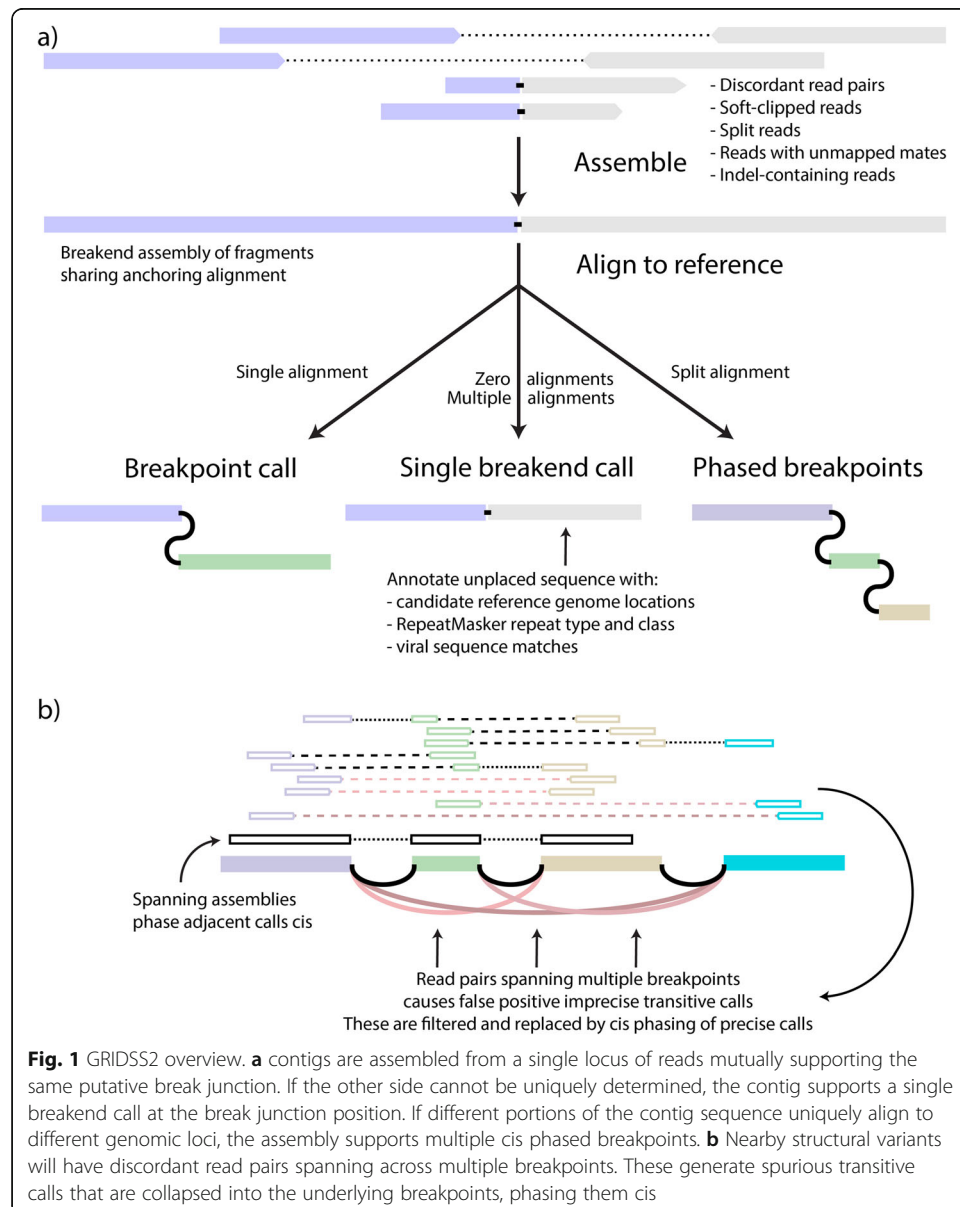 a)
- Discordant read pairs
- Soft-clipped reads
- Split reads
- Reads with unmapped mates
- Indel-containing reads
Assemble
Breakend assembly of fragments
sharing anchoring alignment
Align to reference
Single alignment
Zero alignments
Multiple alignments
Split alignment
Breakpoint call
Single breakend call
Phased breakpoints
Annotate unplaced sequence with:
- candidate reference genome locations
- RepeatMasker repeat type and class
- viral sequence matches
b)
Spanning assemblies
phase adjacent calls cis
Read pairs spanning multiple breakpoints
causes false positive imprecise transitive calls
These are filtered and replaced by cis phasing of precise calls
Fig. 1 GRIDSS2 overview. a contigs are assembled from a single locus of reads mutually supporting the
same putative break junction. If the other side cannot be uniquely determined, the contig supports a single
breakend call at the break junction position. If different portions of the contig sequence uniquely align to
different genomic loci, the assembly supports multiple cis phased breakpoints. b Nearby structural variants
will have discordant read pairs spanning across multiple breakpoints. These generate spurious transitive
calls that are collapsed into the underlying breakpoints, phasing them cis